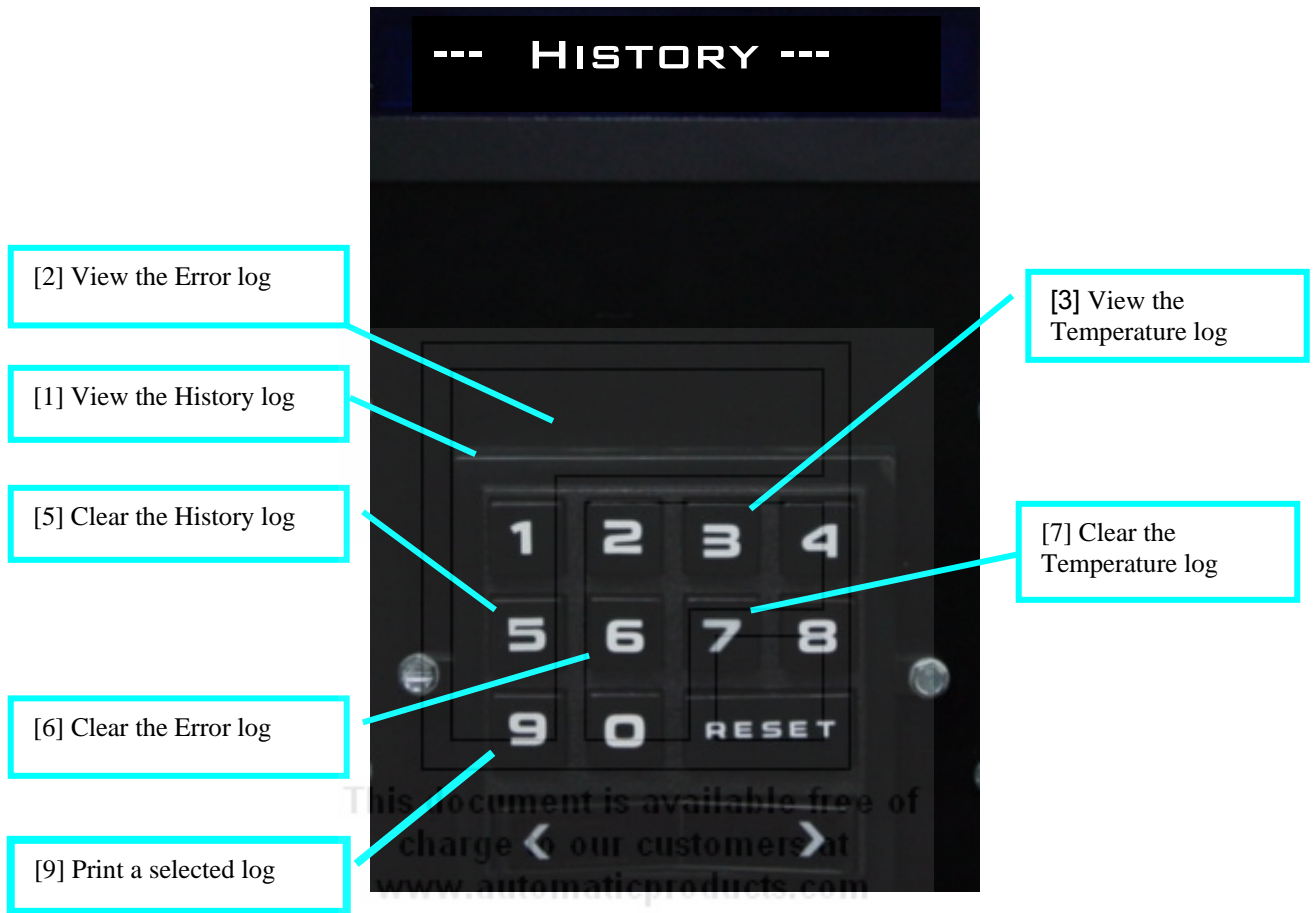 --- HISTORY ---
[2] View the Error log
[3] View the
Temperature log
[1] View the History log
[5] Clear the History log
1 2 3 4
[7] Clear the
Temperature log
5 6 7 8
[6] Clear the Error log
9 0 RESET
This document is available free of
charge to our customers at
www.automaticproducts.com
< >
[9] Print a selected log